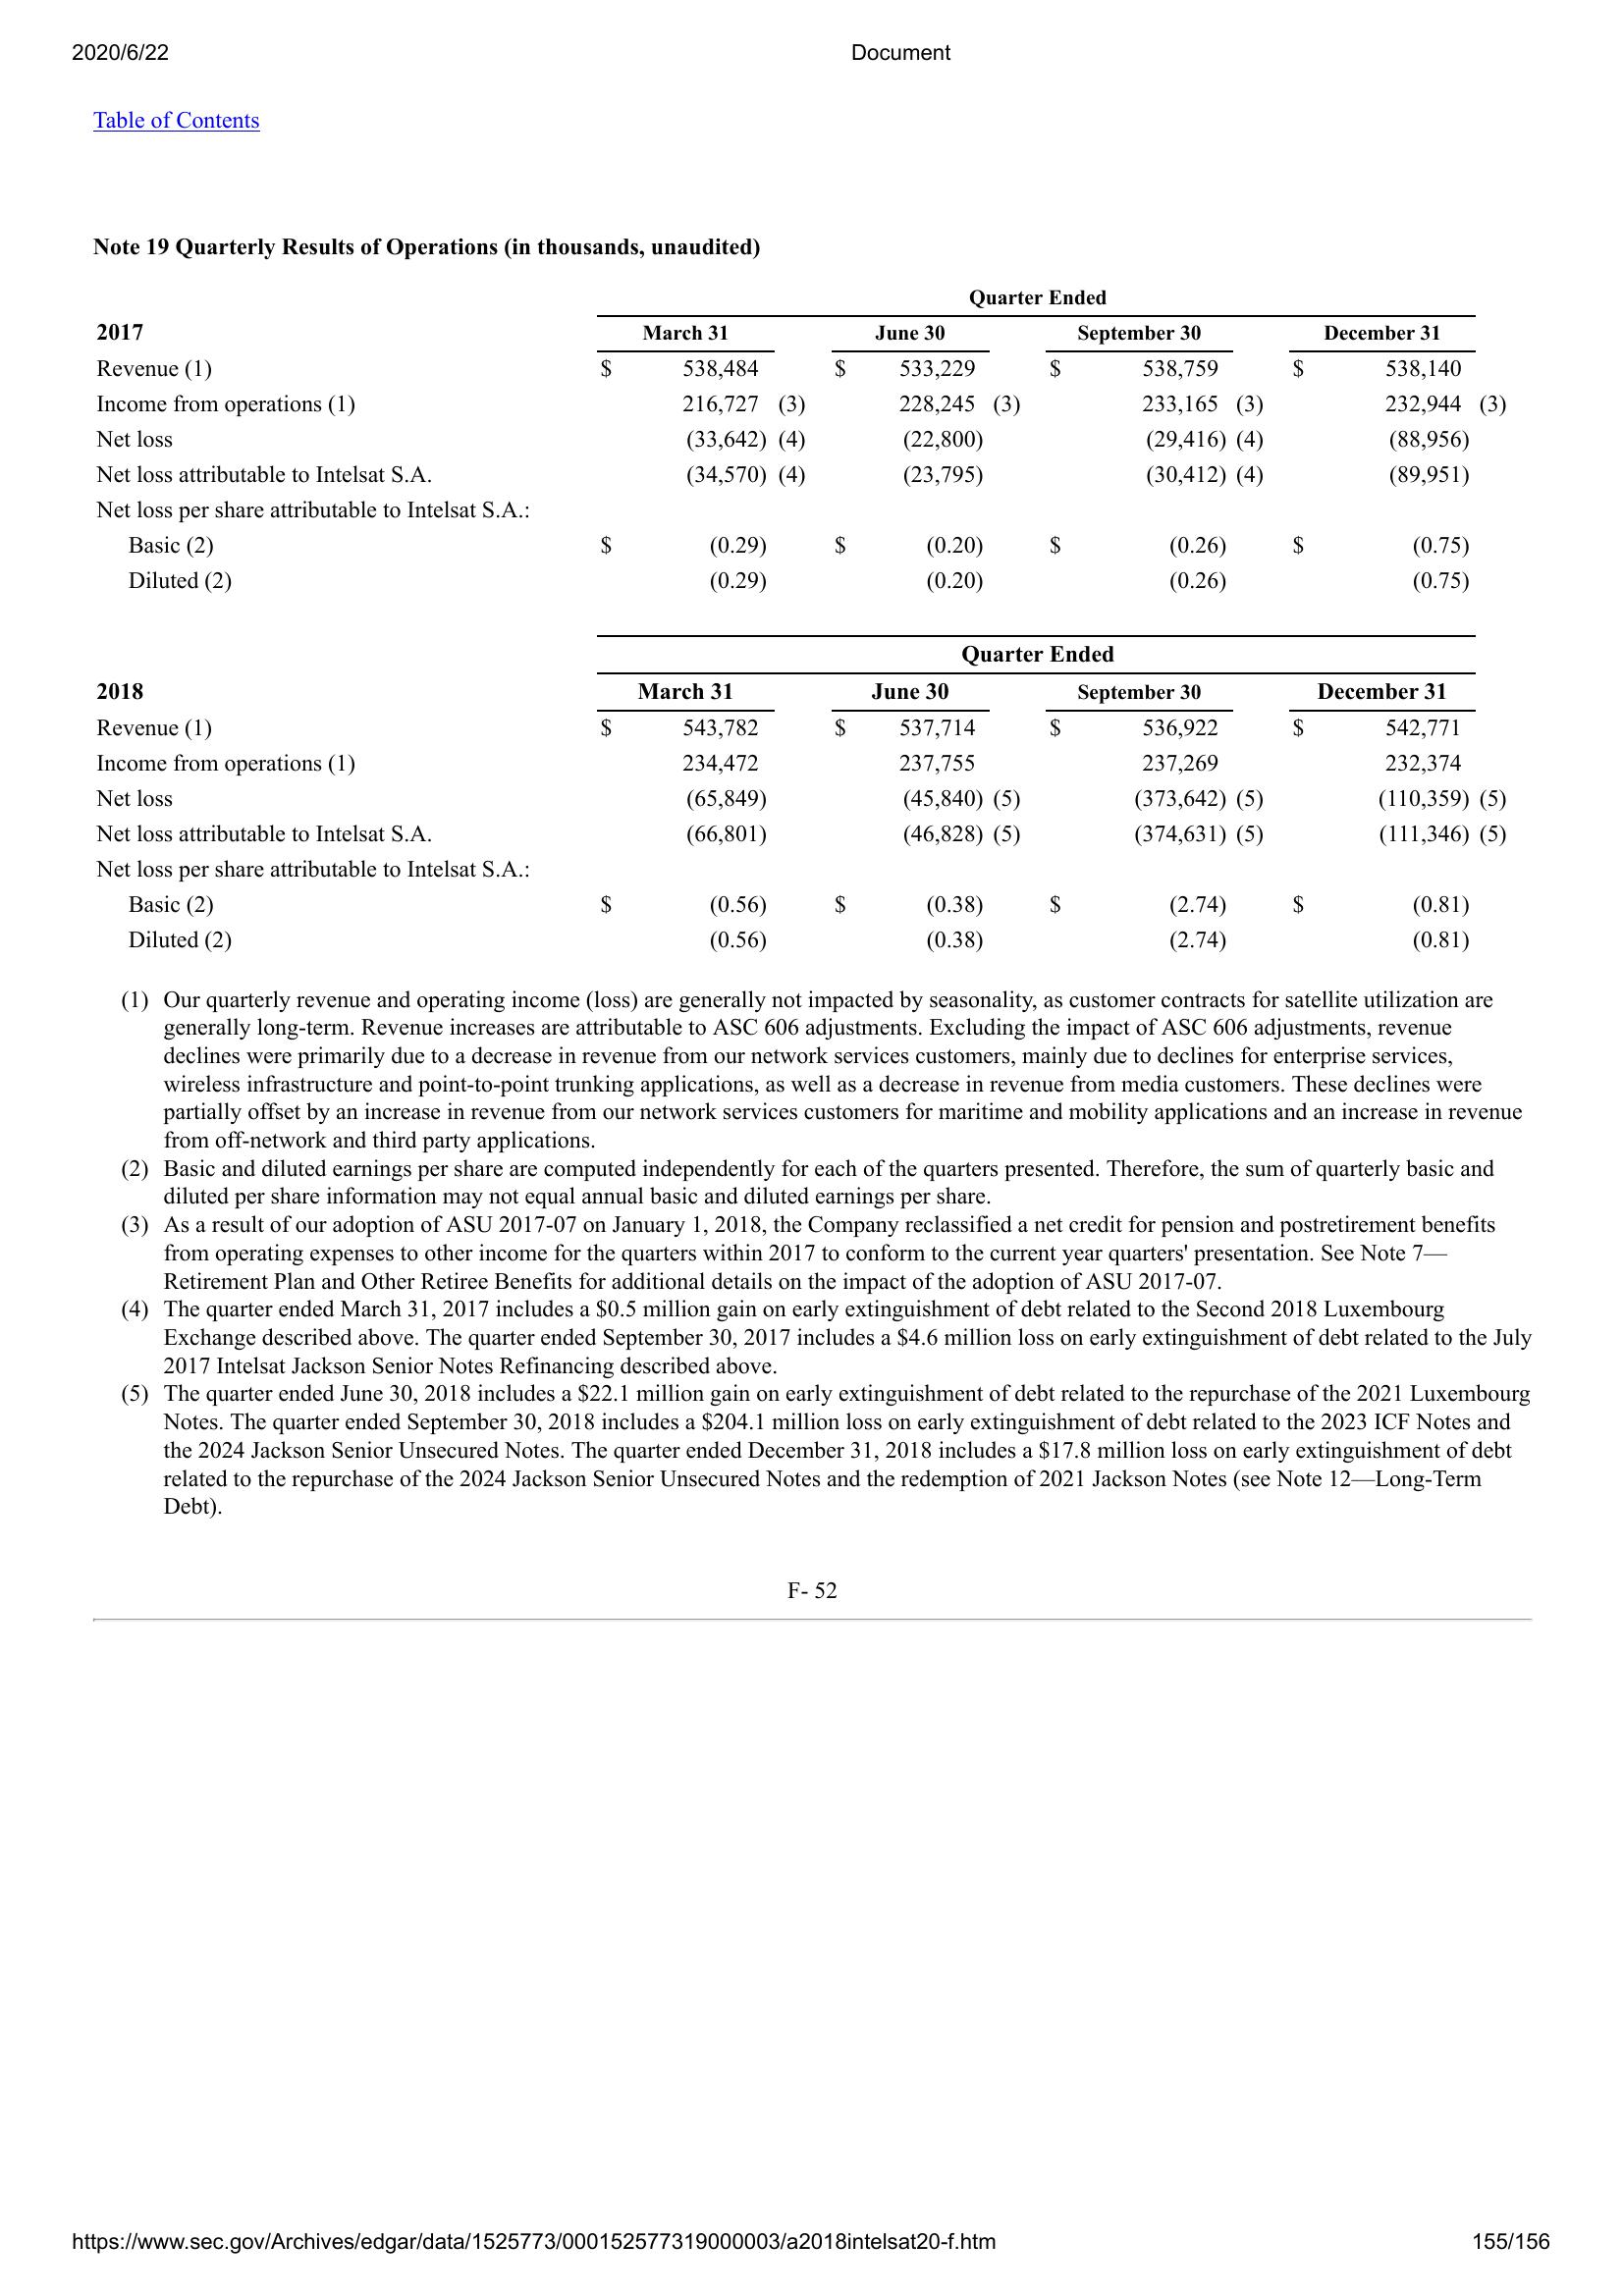 2020/6/22 Document
Table of Contents
Note 19 Quarterly Results of Operations (in thousands, unaudited)
Quarter Ended
2017 March 31 June 30 September 30 December 31
Revenue (1) $ 538,484 $ 533,229 $ 538,759 $ 538,140
Income from operations (1) 216,727 (3) 228,245 (3) 233,165 (3) 232,944 (3)
Net loss (33,642) (4) (22,800) (29,416) (4) (88,956)
Net loss attributable to Intelsat S.A. (34,570) (4) (23,795) (30,412) (4) (89,951)
Net loss per share attributable to Intelsat S.A.:
Basic (2) $ (0.29) $ (0.20) $ (0.26) $ (0.75)
Diluted (2) (0.29) (0.20) (0.26) (0.75)
Quarter Ended
2018 March 31 June 30 September 30 December 31
Revenue (1) $ 543,782 $ 537,714 $ 536,922 $ 542,771
Income from operations (1) 234,472 237,755 237,269 232,374
Net loss (65,849) (45,840) (5) (373,642) (5) (110,359) (5)
Net loss attributable to Intelsat S.A. (66,801) (46,828) (5) (374,631) (5) (111,346) (5)
Net loss per share attributable to Intelsat S.A.:
Basic (2) $ (0.56) $ (0.38) $ (2.74) $ (0.81)
Diluted (2) (0.56) (0.38) (2.74) (0.81)
(1) Our quarterly revenue and operating income (loss) are generally not impacted by seasonality, as customer contracts for satellite utilization are
generally long-term. Revenue increases are attributable to ASC 606 adjustments. Excluding the impact of ASC 606 adjustments, revenue
declines were primarily due to a decrease in revenue from our network services customers, mainly due to declines for enterprise services,
wireless infrastructure and point-to-point trunking applications, as well as a decrease in revenue from media customers. These declines were
partially offset by an increase in revenue from our network services customers for maritime and mobility applications and an increase in revenue
from off-network and third party applications.
(2) Basic and diluted earnings per share are computed independently for each of the quarters presented. Therefore, the sum of quarterly basic and
diluted per share information may not equal annual basic and diluted earnings per share.
(3) As a result of our adoption of ASU 2017-07 on January 1, 2018, the Company reclassified a net credit for pension and postretirement benefits
from operating expenses to other income for the quarters within 2017 to conform to the current year quarters' presentation. See Note 7—
Retirement Plan and Other Retiree Benefits for additional details on the impact of the adoption of ASU 2017-07.
(4) The quarter ended March 31, 2017 includes a $0.5 million gain on early extinguishment of debt related to the Second 2018 Luxembourg
Exchange described above. The quarter ended September 30, 2017 includes a $4.6 million loss on early extinguishment of debt related to the July
2017 Intelsat Jackson Senior Notes Refinancing described above.
(5) The quarter ended June 30, 2018 includes a $22.1 million gain on early extinguishment of debt related to the repurchase of the 2021 Luxembourg
Notes. The quarter ended September 30, 2018 includes a $204.1 million loss on early extinguishment of debt related to the 2023 ICF Notes and
the 2024 Jackson Senior Unsecured Notes. The quarter ended December 31, 2018 includes a $17.8 million loss on early extinguishment of debt
related to the repurchase of the 2024 Jackson Senior Unsecured Notes and the redemption of 2021 Jackson Notes (see Note 12—Long-Term
Debt).
F- 52
https://www.sec.gov/Archives/edgar/data/1525773/000152577319000003/a2018intelsat20-f.htm 155/156